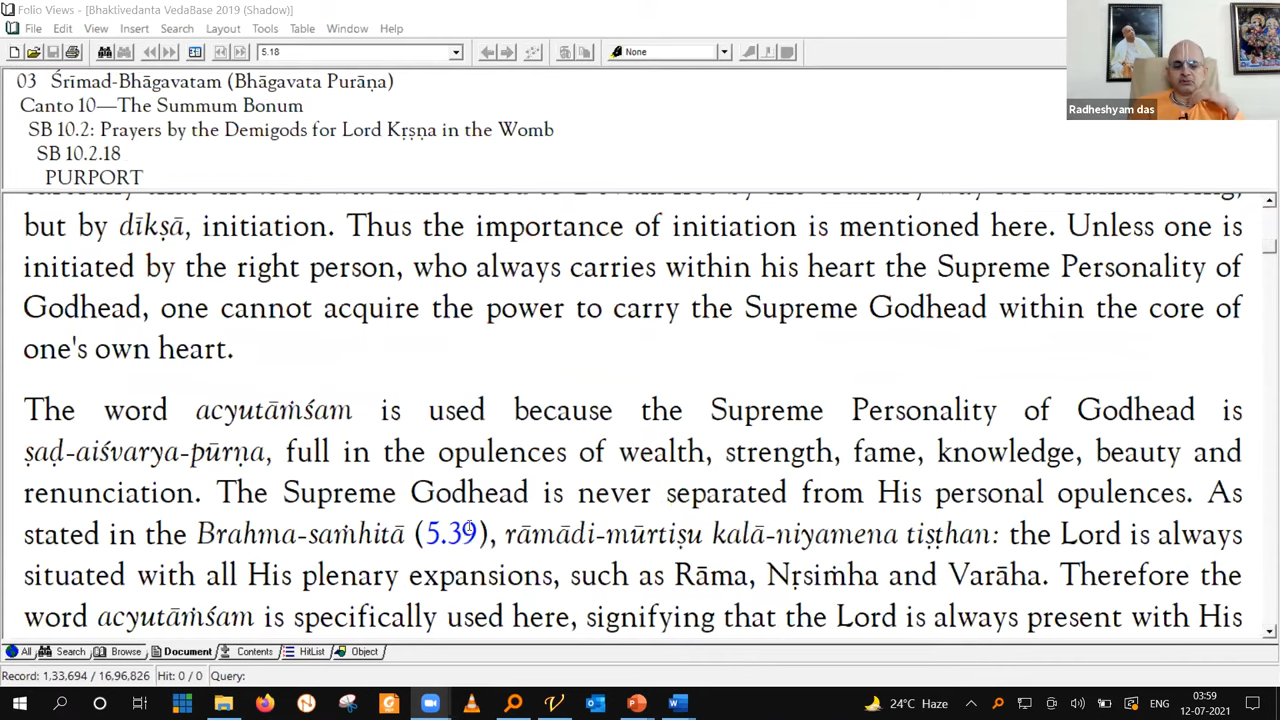 Folio Views - [Bhaktivedanta VedaBase 2019 (Shadow)]
File Edit View Insert Search Layout Tools Table Window Help
5.18 None
03 Śrīmad-Bhāgavatam (Bhāgavata Purāṇa)
Canto 10—The Summum Bonum
SB 10.2: Prayers by the Demigods for Lord Kṛṣṇa in the Womb
SB 10.2.18
PURPORT
Radheshyam das
but by dīkṣā, initiation. Thus the importance of initiation is mentioned here. Unless one is
initiated by the right person, who always carries within his heart the Supreme Personality of
Godhead, one cannot acquire the power to carry the Supreme Godhead within the core of
one's own heart.
The word acyutāṁśam is used because the Supreme Personality of Godhead is
ṣaḍ-aiśvarya-pūrṇa, full in the opulences of wealth, strength, fame, knowledge, beauty and
renunciation. The Supreme Godhead is never separated from His personal opulences. As
stated in the Brahma-saṁhitā (5.39), rāmādi-mūrtiṣu kalā-niyamena tiṣṭhan: the Lord is always
situated with all His plenary expansions, such as Rāma, Nṛsiṁha and Varāha. Therefore the
word acyutāṁśam is specifically used here, signifying that the Lord is always present with His
All Search Browse Document Contents HitList Object
Record: 1,33,694 / 16,96,826 Hit: 0 / 0 Query:
24°C Haze ENG 03:59
12-07-2021